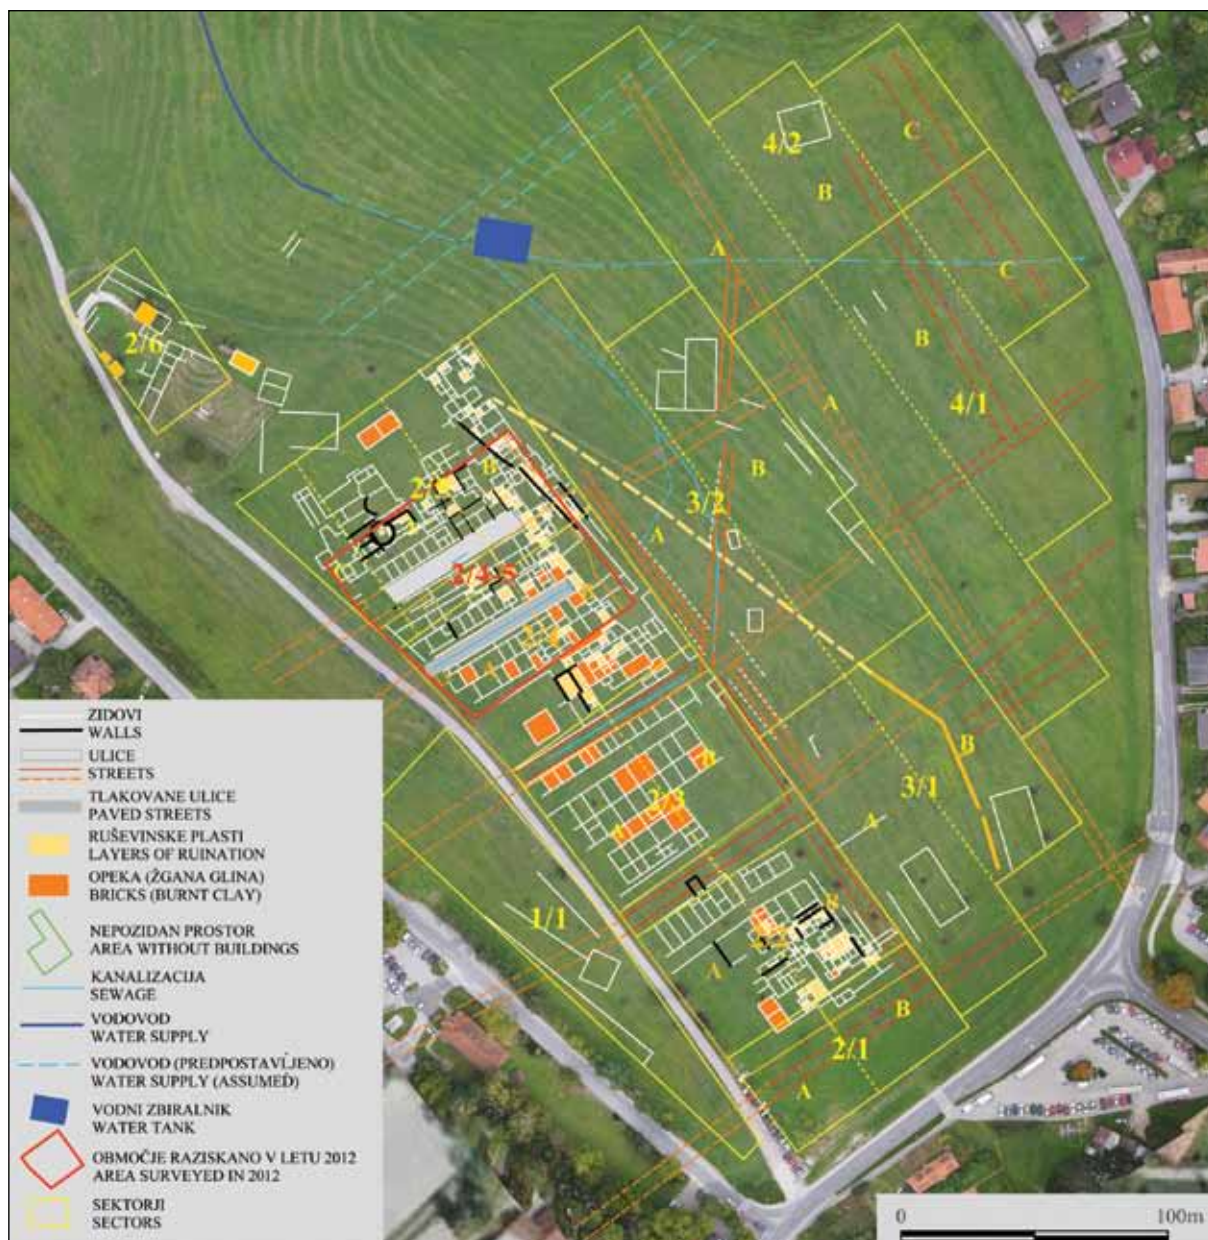 4/2
C
B
A
C
2/6
B
4/1
A
B
B
3/2
A
2/4-5
B
3/1
2/3
A
B
1/1
A
B
2/1
A
ZIDOVI
WALLS
ULICE
STREETS
TLAKOVANE ULICE
PAVED STREETS
RUŠEVINSKE PLASTI
LAYERS OF RUINATION
OPEKA (ŽGANA GLINA)
BRICKS (BURNT CLAY)
NEPOZIDAN PROSTOR
AREA WITHOUT BUILDINGS
KANALIZACIJA
SEWAGE
VODOVOD
WATER SUPPLY
VODOVOD (PREDPOSTAVLJENO)
WATER SUPPLY (ASSUMED)
VODNI ZBIRALNIK
WATER TANK
OBMOČJE RAZISKANO V LETU 2012
AREA SURVEYED IN 2012
SEKTORJI
SECTORS
0 100m